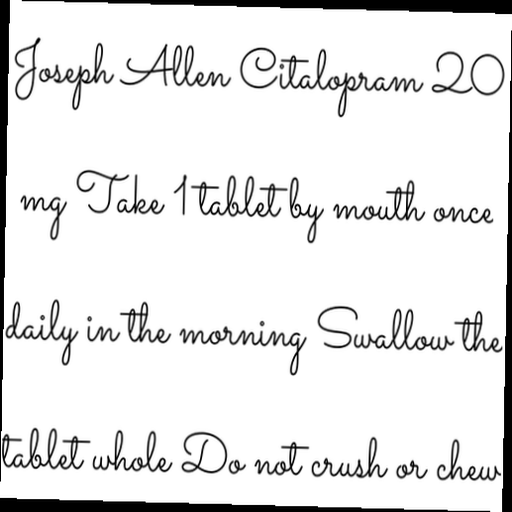 Joseph Allen Citalopram 20
mg Take 1 tablet by mouth once
daily in the morning Swallow the
tablet whole Do not crush or chew